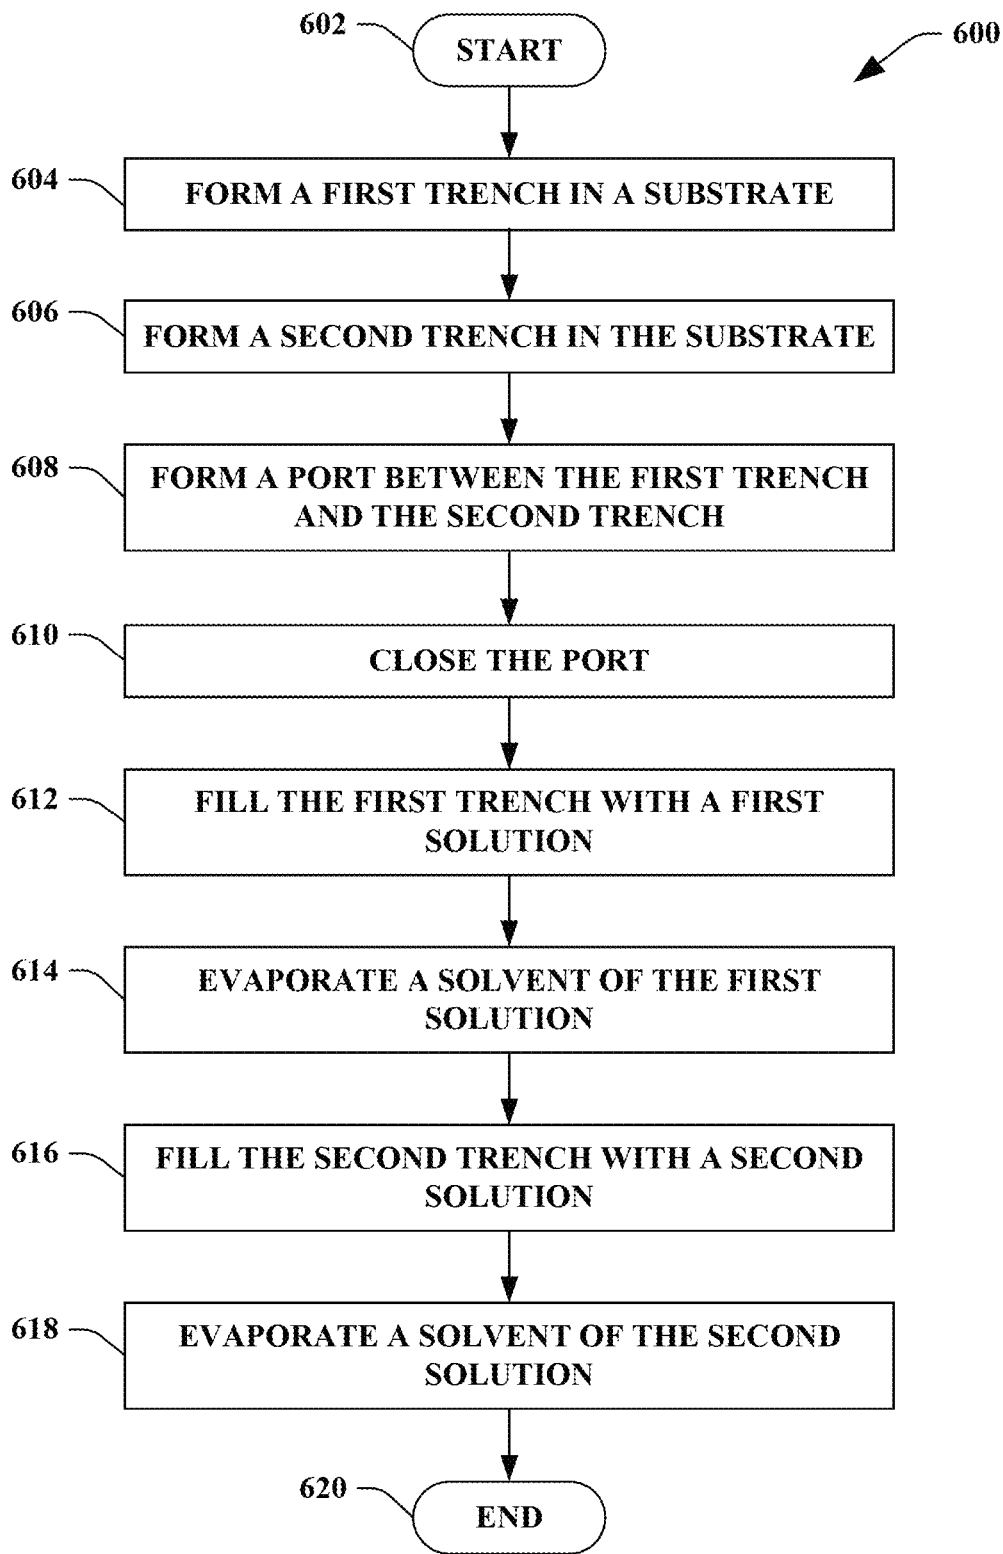 602
START
600
604
FORM A FIRST TRENCH IN A SUBSTRATE
606
FORM A SECOND TRENCH IN THE SUBSTRATE
608
FORM A PORT BETWEEN THE FIRST TRENCH
AND THE SECOND TRENCH
610
CLOSE THE PORT
612
FILL THE FIRST TRENCH WITH A FIRST
SOLUTION
614
EVAPORATE A SOLVENT OF THE FIRST
SOLUTION
616
FILL THE SECOND TRENCH WITH A SECOND
SOLUTION
618
EVAPORATE A SOLVENT OF THE SECOND
SOLUTION
620
END